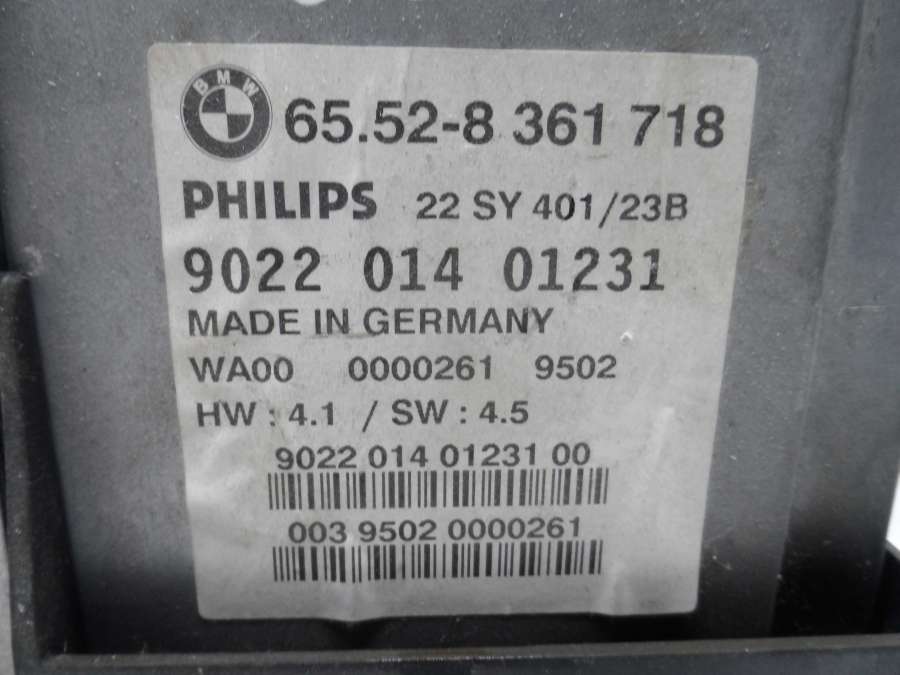 BMW 65.52-8 361 718
PHILIPS 22 SY 401/23B
9022 014 01231
MADE IN GERMANY
WA00 0000261 9502
HW : 4.1 / SW : 4.5
9022 014 01231 00
003 9502 0000261